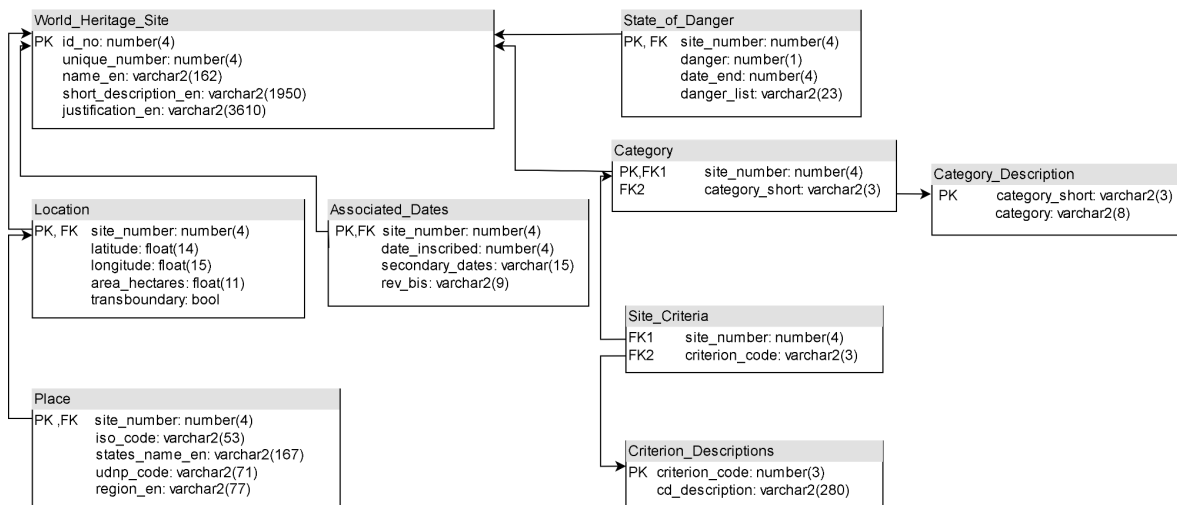 World_Heritage_Site
PK id_no: number(4)
unique_number: number(4)
name_en: varchar2(162)
short_description_en: varchar2(1950)
justification_en: varchar2(3610)
State_of_Danger
PK, FK site_number: number(4)
danger: number(1)
date_end: number(4)
danger_list: varchar2(23)
Category
PK,FK1 site_number: number(4)
FK2 category_short: varchar2(3)
Category_Description
PK category_short: varchar2(3)
category: varchar2(8)
Location
PK, FK site_number: number(4)
latitude: float(14)
longitude: float(15)
area_hectares: float(11)
transboundary: bool
Associated_Dates
PK,FK site_number: number(4)
date_inscribed: number(4)
secondary_dates: varchar(15)
rev_bis: varchar2(9)
Site_Criteria
FK1 site_number: number(4)
FK2 criterion_code: varchar2(3)
Place
PK ,FK site_number: number(4)
iso_code: varchar2(53)
states_name_en: varchar2(167)
udnp_code: varchar2(71)
region_en: varchar2(77)
Criterion_Descriptions
PK criterion_code: number(3)
cd_description: varchar2(280)